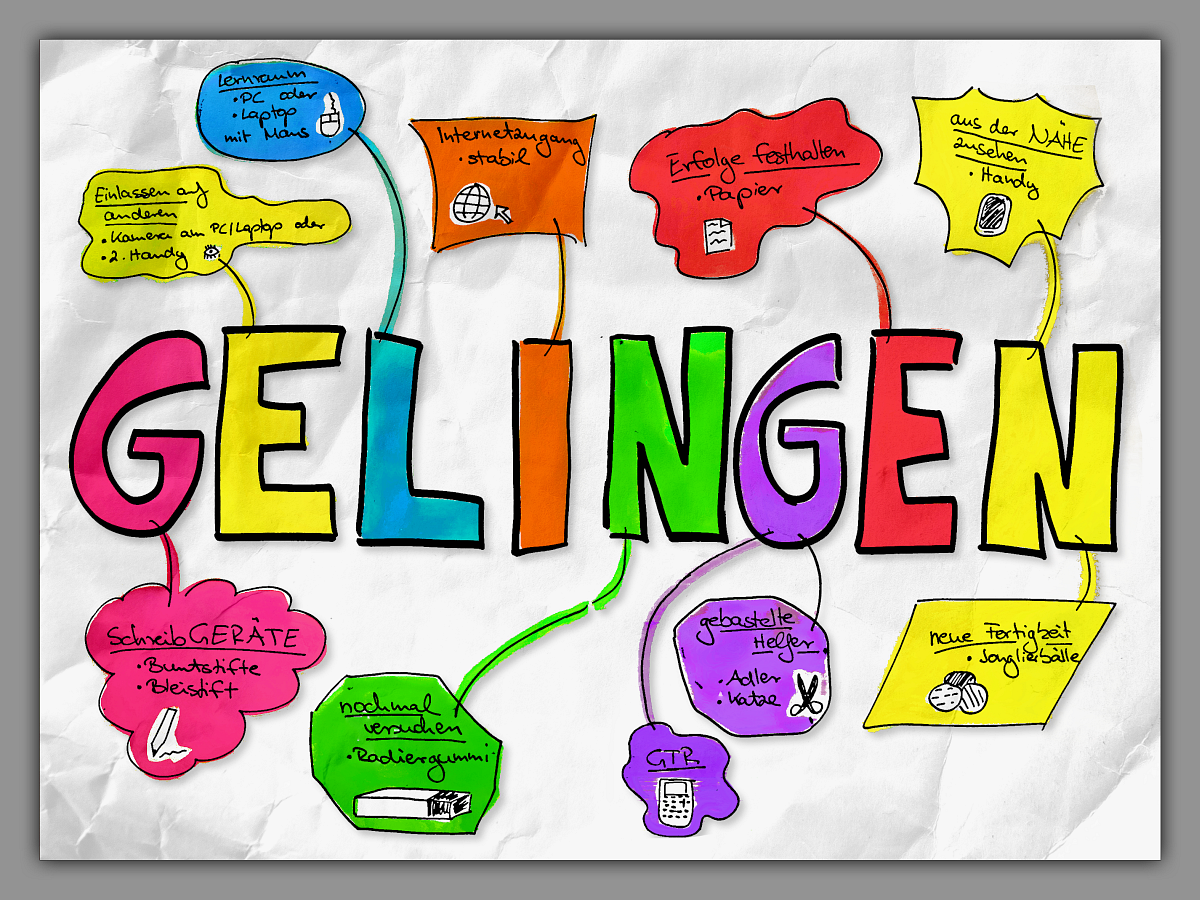 Lernraum
• PC oder
• Laptop
mit Maus
Internetzugang
• stabil
Erfolge festhalten
• Papier
aus der NÄHE
zusehen
• Handy
Einlassen auf
anderen
• Kamera am PC/Laptop oder
• 2. Handy
GELINGEN
SchreibGERÄTE
• Buntstifte
• Bleistift
nochmal
versuchen
• Radiergummi
gebastelte
Helfer
• Adler
• Katze
GTR
neue Fertigkeit
• Jonglierbälle